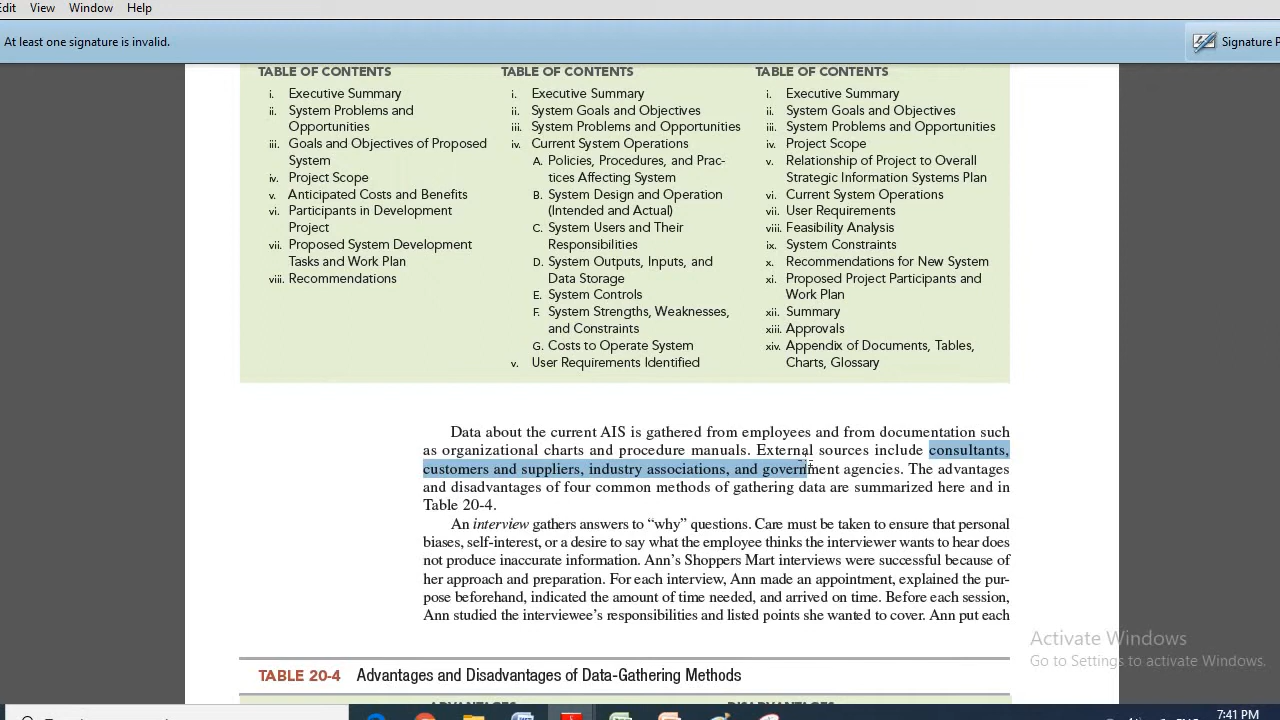 Edit View Window Help
At least one signature is invalid.
Signature P
TABLE OF CONTENTS
i. Executive Summary
ii. System Problems and
Opportunities
iii. Goals and Objectives of Proposed
System
iv. Project Scope
v. Anticipated Costs and Benefits
vi. Participants in Development
Project
vii. Proposed System Development
Tasks and Work Plan
viii. Recommendations
TABLE OF CONTENTS
i. Executive Summary
ii. System Goals and Objectives
iii. System Problems and Opportunities
iv. Current System Operations
A. Policies, Procedures, and Prac-
tices Affecting System
B. System Design and Operation
(Intended and Actual)
C. System Users and Their
Responsibilities
D. System Outputs, Inputs, and
Data Storage
E. System Controls
F. System Strengths, Weaknesses,
and Constraints
G. Costs to Operate System
v. User Requirements Identified
TABLE OF CONTENTS
i. Executive Summary
ii. System Goals and Objectives
iii. System Problems and Opportunities
iv. Project Scope
v. Relationship of Project to Overall
Strategic Information Systems Plan
vi. Current System Operations
vii. User Requirements
viii. Feasibility Analysis
ix. System Constraints
x. Recommendations for New System
xi. Proposed Project Participants and
Work Plan
xii. Summary
xiii. Approvals
xiv. Appendix of Documents, Tables,
Charts, Glossary
Data about the current AIS is gathered from employees and from documentation such
as organizational charts and procedure manuals. External sources include consultants,
customers and suppliers, industry associations, and government agencies. The advantages
and disadvantages of four common methods of gathering data are summarized here and in
Table 20-4.
An interview gathers answers to “why” questions. Care must be taken to ensure that personal
biases, self-interest, or a desire to say what the employee thinks the interviewer wants to hear does
not produce inaccurate information. Ann’s Shoppers Mart interviews were successful because of
her approach and preparation. For each interview, Ann made an appointment, explained the pur-
pose beforehand, indicated the amount of time needed, and arrived on time. Before each session,
Ann studied the interviewee’s responsibilities and listed points she wanted to cover. Ann put each
Activate Windows
Go to Settings to activate Windows.
TABLE 20-4 Advantages and Disadvantages of Data-Gathering Methods
ADVANTAGES DISADVANTAGES
7:41 PM